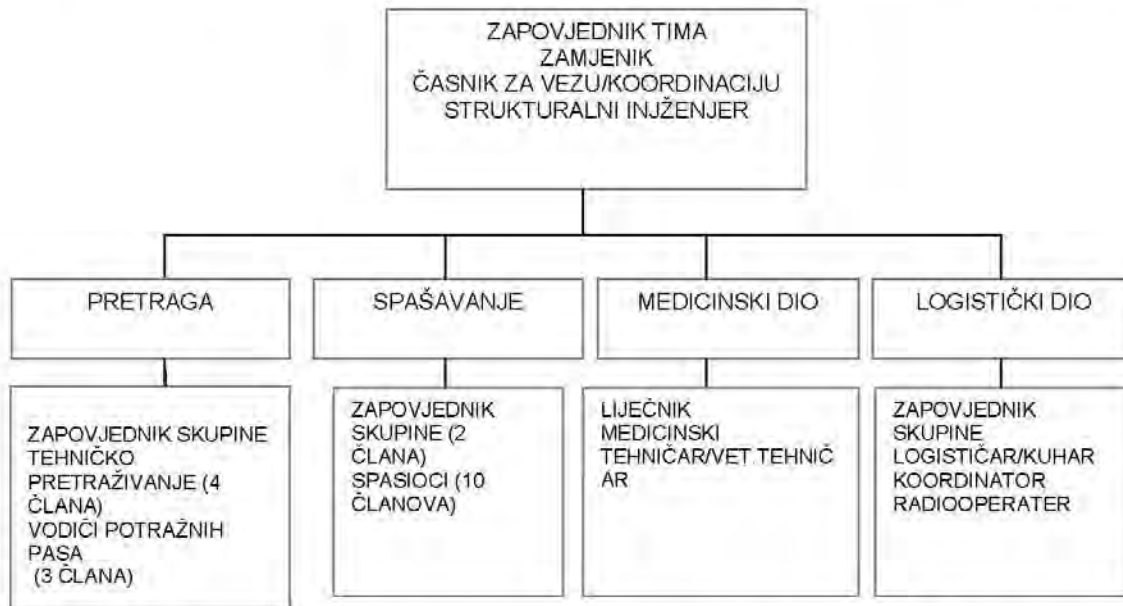 ZAPOVJEDNIK TIMA
ZAMJENIK
ČASNIK ZA VEZU/KOORDINACIJU
STRUKTURALNI INJŽENJER
PRETRAGA
SPAŠAVANJE
MEDICINSKI DIO
LOGISTIČKI DIO
ZAPOVJEDNIK SKUPINE
TEHNIČKO
PRETRAŽIVANJE (4
ČLANA)
VODIČI POTRAŽNIH
PASA
(3 ČLANA)
ZAPOVJEDNIK
SKUPINE (2
ČLANA)
SPASIOCI (10
ČLANOVA)
LIJEČNIK
MEDICINSKI
TEHNIČAR/VET TEHNIČ
AR
ZAPOVJEDNIK
SKUPINE
LOGISTIČAR/KUHAR
KOORDINATOR
RADIOOPERATER